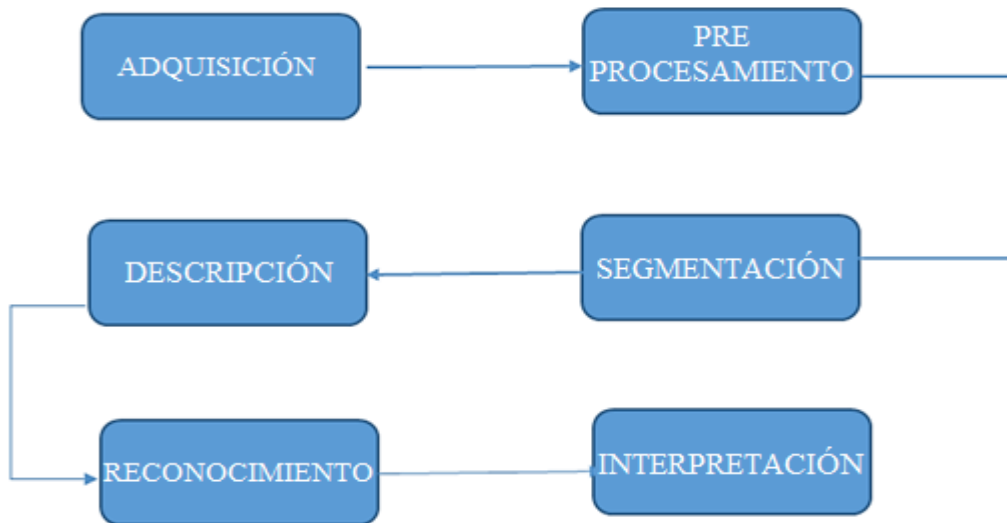 ADQUISICIÓN
PRE
PROCESAMIENTO
SEGMENTACIÓN
DESCRIPCIÓN
RECONOCIMIENTO
INTERPRETACIÓN